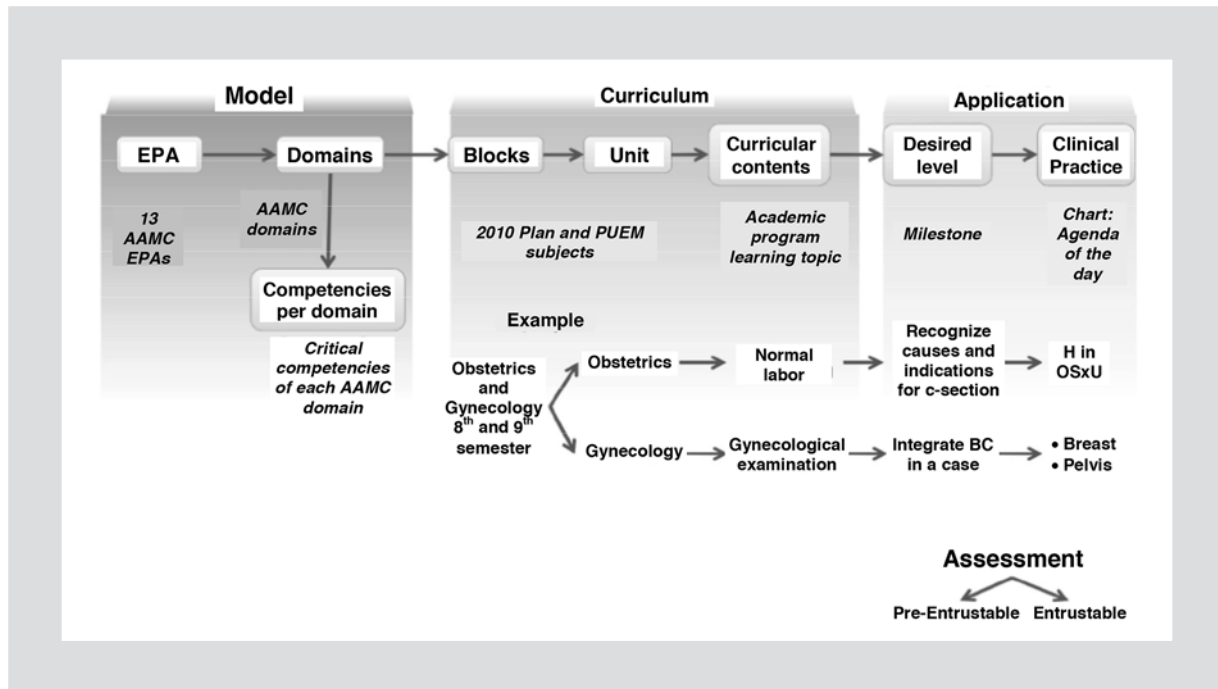 Model
Curriculum
Application
EPA
Domains
Blocks
Unit
Curricular
contents
Desired
level
Clinical
Practice
13
AAMC
EPAs
AAMC
domains
2010 Plan and PUEM
subjects
Academic
program
learning topic
Milestone
Chart:
Agenda
of the
day
Competencies
per domain
Critical
competencies
of each AAMC
domain
Example
Obstetrics
and
Gynecology
8th and 9th
semester
Obstetrics
Normal
labor
Recognize
causes and
indications
for c-section
H in
OSxU
Gynecology
Gynecological
examination
Integrate BC
in a case
• Breast
• Pelvis
Assessment
Pre-Entrustable
Entrustable